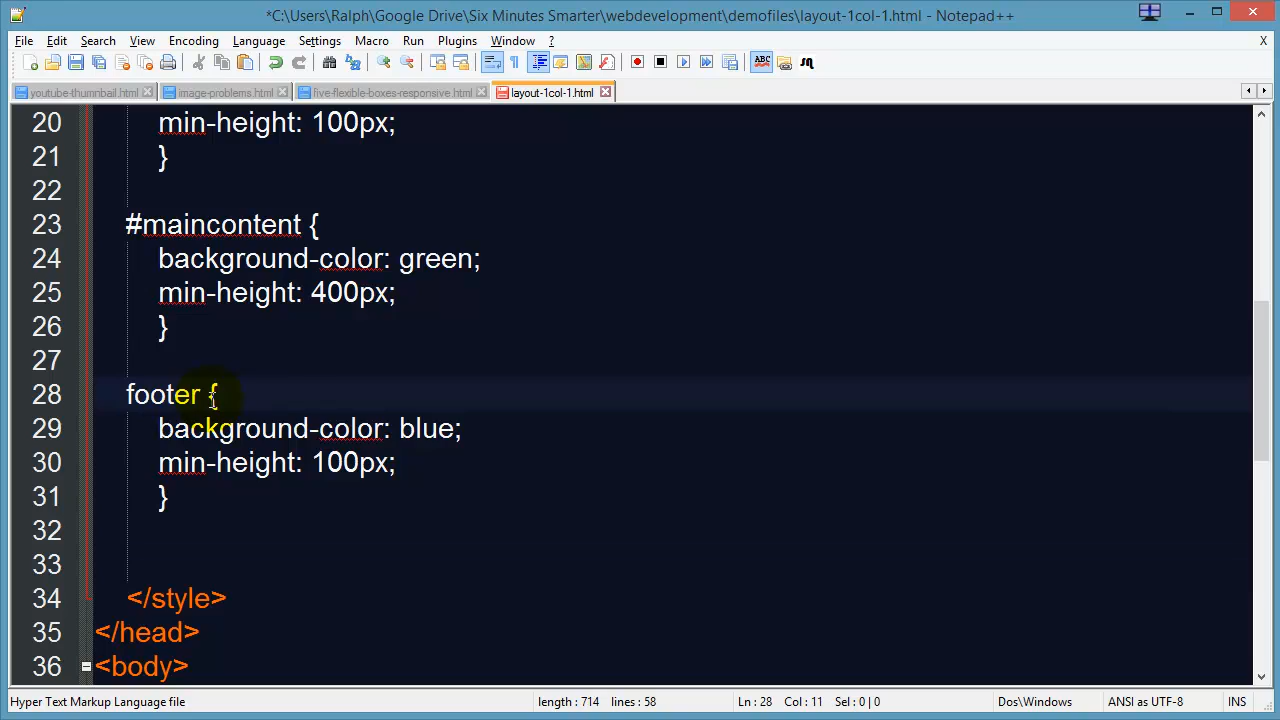 *C:\Users\Ralph\Google Drive\Six Minutes Smarter\webdevelopment\demofiles\layout-1col-1.html - Notepad++
File Edit Search View Encoding Language Settings Macro Run Plugins Window ? X
ABC
youtube-thumbnail.html image-problems.html five-flexible-boxes-responsive.html layout-1col-1.html
20 min-height: 100px;
21 }
22
23 #maincontent {
24 background-color: green;
25 min-height: 400px;
26 }
27
28 footer {
29 background-color: blue;
30 min-height: 100px;
31 }
32
33
34 </style>
35 </head>
36 <body>
Hyper Text Markup Language file length : 714 lines : 58 Ln : 28 Col : 11 Sel : 0 | 0 Dos\Windows ANSI as UTF-8 INS